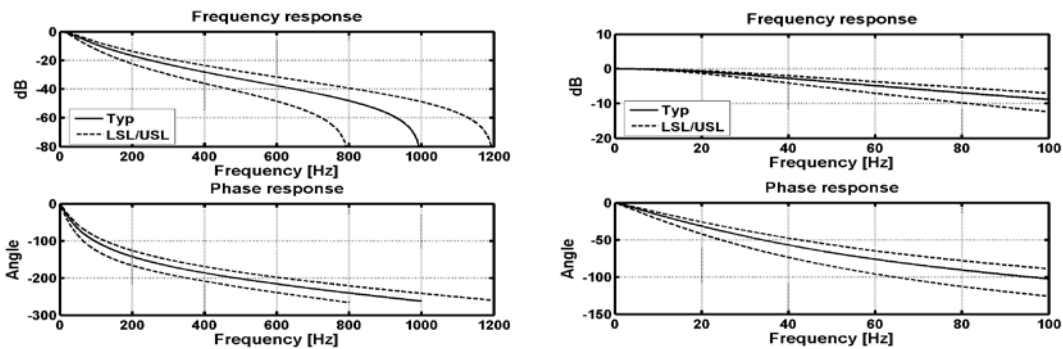 Frequency response
0
-20
-40
-60
-80
dB
Typ
LSL/USL
0 200 400 600 800 1000 1200
Frequency [Hz]
Phase response
0
-100
-200
-300
Angle
0 200 400 600 800 1000 1200
Frequency [Hz]
Frequency response
10
0
-10
-20
dB
Typ
LSL/USL
0 20 40 60 80 100
Frequency [Hz]
Phase response
0
-50
-100
-150
Angle
0 20 40 60 80 100
Frequency [Hz]